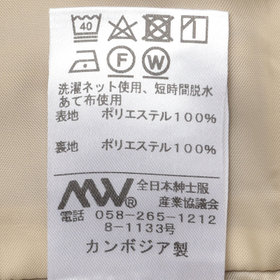 40
F W
洗濯ネット使用、短時間脱水
あて布使用
表地 ポリエステル100%
裏地 ポリエステル100%
MW® 全日本紳士服
産業協議会
電話 058-265-1212
8-1133号
カンボジア製